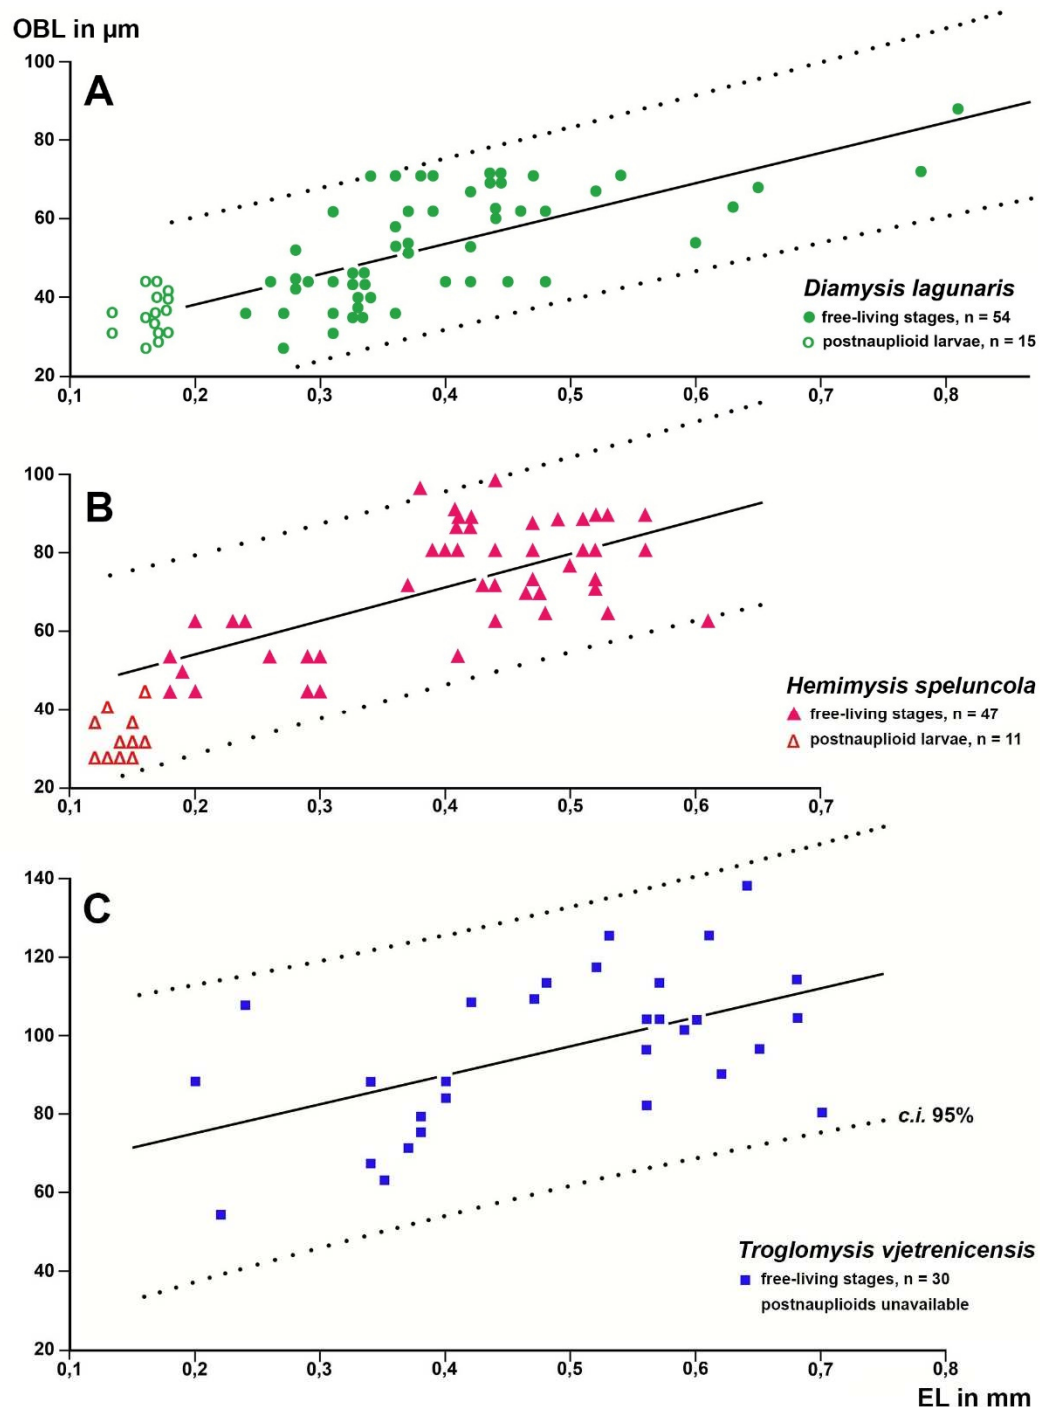 OBL in µm
100
A
80
60
40
20
0,1 0,2 0,3 0,4 0,5 0,6 0,7 0,8
Diamysis lagunaris
free-living stages, n = 54
postnauplioid larvae, n = 15
100
B
80
60
40
20
0,1 0,2 0,3 0,4 0,5 0,6 0,7
Hemimysis speluncola
free-living stages, n = 47
postnauplioid larvae, n = 11
140
C
120
100
80
c.i. 95%
60
40
20
Troglomysis vjetrenicensis
free-living stages, n = 30
postnauplioids unavailable
0,1 0,2 0,3 0,4 0,5 0,6 0,7 0,8
EL in mm